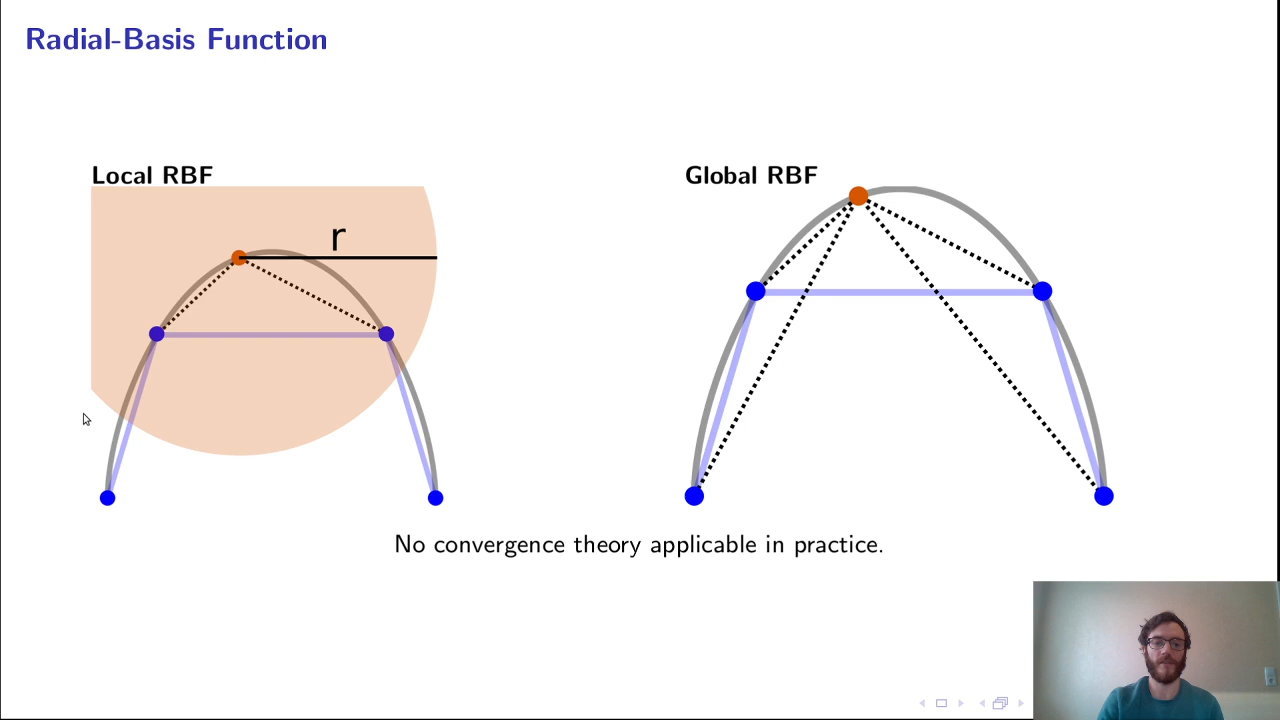 Radial-Basis Function
Local RBF
Global RBF
r
No convergence theory applicable in practice.